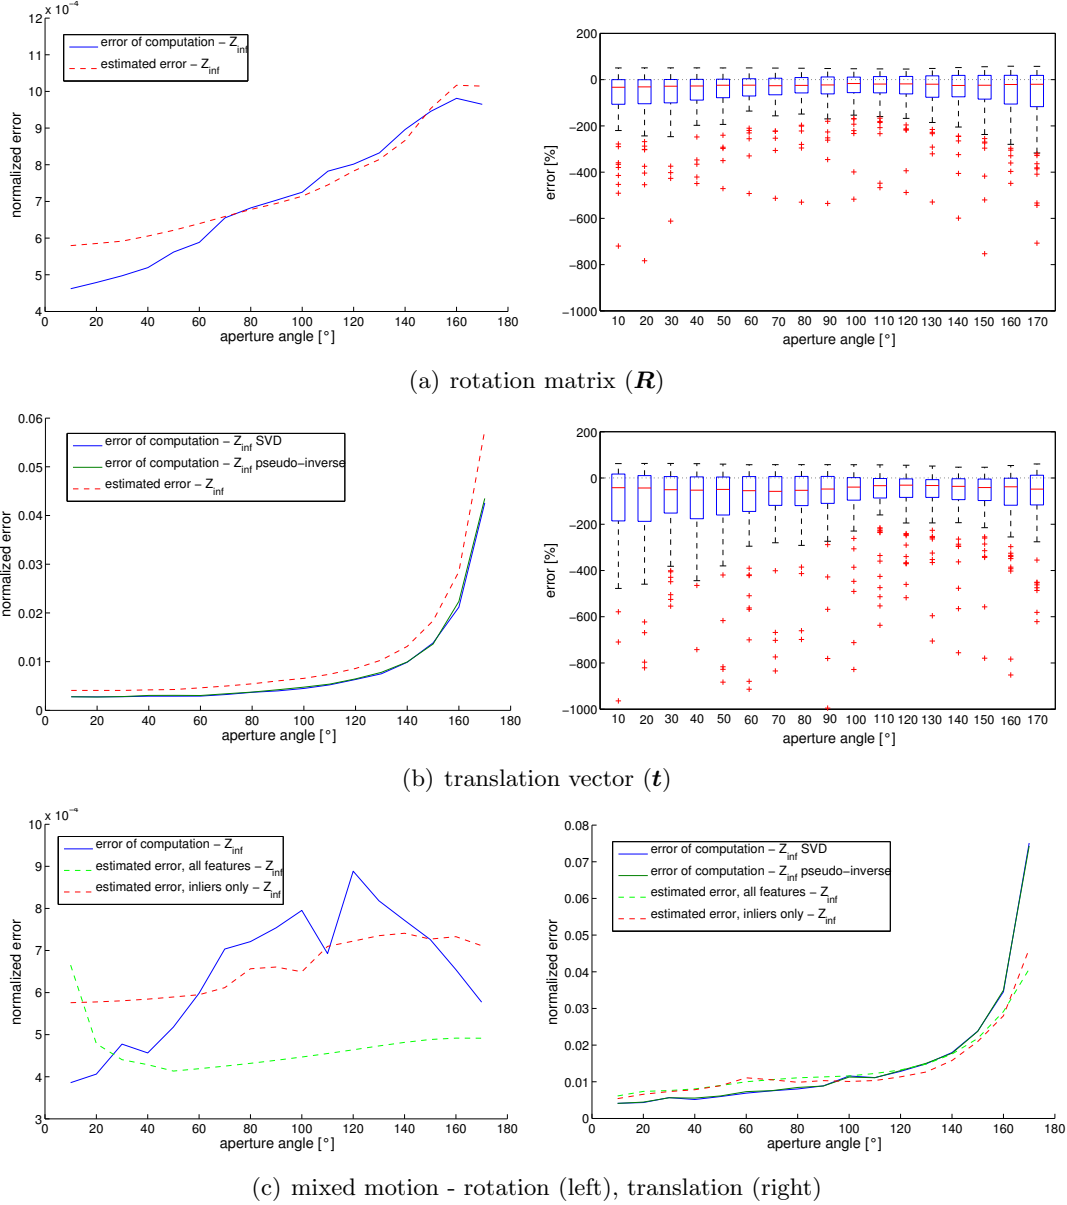 x 10⁻⁴
12
11
10
9
8
7
6
5
4
normalized error
error of computation − Z_inf
estimated error − Z_inf
0 20 40 60 80 100 120 140 160 180
aperture angle [°]
200
0
−200
−400
−600
−800
−1000
error [%]
10 20 30 40 50 60 70 80 90 100 110 120 130 140 150 160 170
aperture angle [°]
(a) rotation matrix (R)
0.06
0.05
0.04
0.03
0.02
0.01
0
normalized error
error of computation − Z_inf SVD
error of computation − Z_inf pseudo−inverse
estimated error − Z_inf
0 20 40 60 80 100 120 140 160 180
aperture angle [°]
200
0
−200
−400
−600
−800
−1000
error [%]
10 20 30 40 50 60 70 80 90 100 110 120 130 140 150 160 170
aperture angle [°]
(b) translation vector (t)
x 10⁻⁴
10
9
8
7
6
5
4
3
normalized error
error of computation − Z_inf
estimated error, all features − Z_inf
estimated error, inliers only − Z_inf
0 20 40 60 80 100 120 140 160 180
aperture angle [°]
0.08
0.07
0.06
0.05
0.04
0.03
0.02
0.01
0
normalized error
error of computation − Z_inf SVD
error of computation − Z_inf pseudo−inverse
estimated error, all features − Z_inf
estimated error, inliers only − Z_inf
0 20 40 60 80 100 120 140 160 180
aperture angle [°]
(c) mixed motion - rotation (left), translation (right)